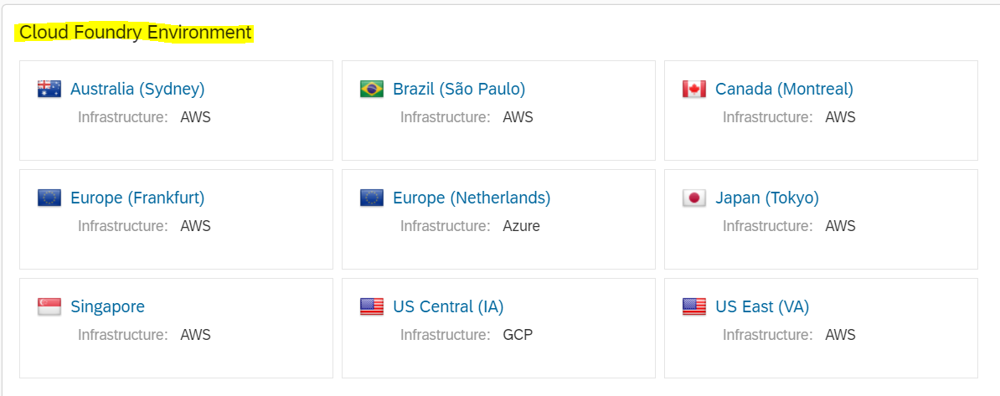 Cloud Foundry Environment
Australia (Sydney)
Infrastructure: AWS
Brazil (São Paulo)
Infrastructure: AWS
Canada (Montreal)
Infrastructure: AWS
Europe (Frankfurt)
Infrastructure: AWS
Europe (Netherlands)
Infrastructure: Azure
Japan (Tokyo)
Infrastructure: AWS
Singapore
Infrastructure: AWS
US Central (IA)
Infrastructure: GCP
US East (VA)
Infrastructure: AWS